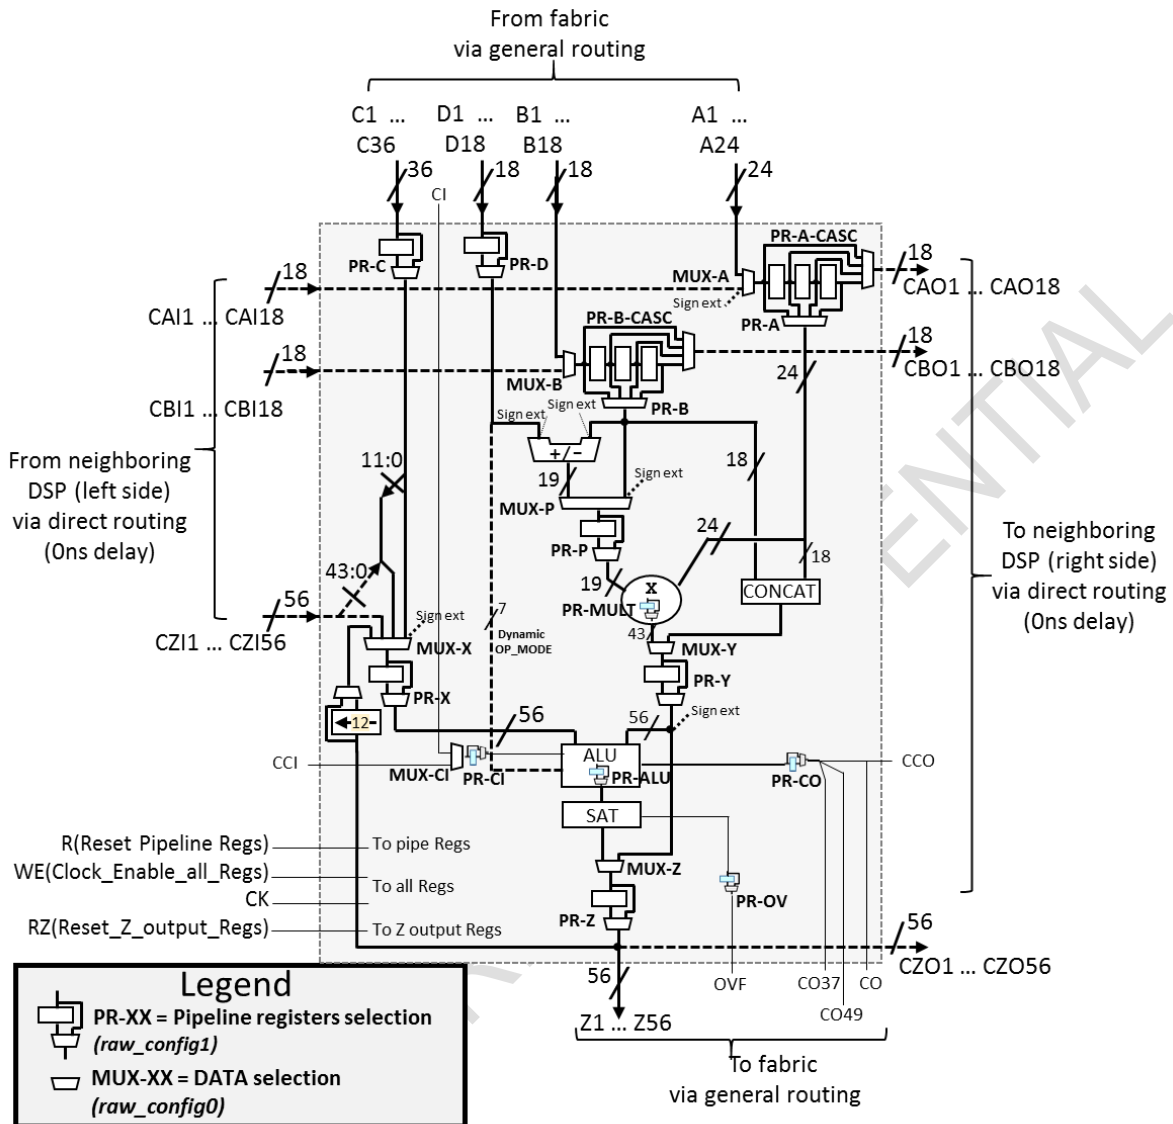 From fabric
via general routing
C1 ... D1 ... B1 ... A1 ...
C36 D18 B18 A24
36 18 18 24
CI
PR-A-CASC
PR-C PR-D MUX-A
18 18
CAI1 ... CAI18 CAO1 ... CAO18
Sign ext
PR-B-CASC PR-A
18 18
CBI1 ... CBI18 CBO1 ... CBO18
MUX-B
24
PR-B
Sign ext Sign ext
+/-
11:0
19 Sign ext 18
MUX-P
24
PR-P
18
43:0
19 X
PR-MULT
CONCAT
From neighboring
DSP (left side)
via direct routing
(0ns delay)
To neighboring
DSP (right side)
via direct routing
(0ns delay)
56
CZI1 ... CZI56
Sign ext 7 43
MUX-X Dynamic
OP_MODE
MUX-Y
PR-X PR-Y
12 56 56 Sign ext
ALU
CCI MUX-CI PR-CI PR-ALU PR-CO CCO
SAT
R(Reset Pipeline Regs) To pipe Regs
MUX-Z
WE(Clock_Enable_all_Regs) To all Regs
CK
PR-OV
RZ(Reset_Z_output_Regs) To Z output Regs
PR-Z
56
CZO1 ... CZO56
56 OVF CO37 CO
CO49
Z1 ... Z56
To fabric
via general routing
Legend
PR-XX = Pipeline registers selection
(raw_config1)
MUX-XX = DATA selection
(raw_config0)
ENTIAL